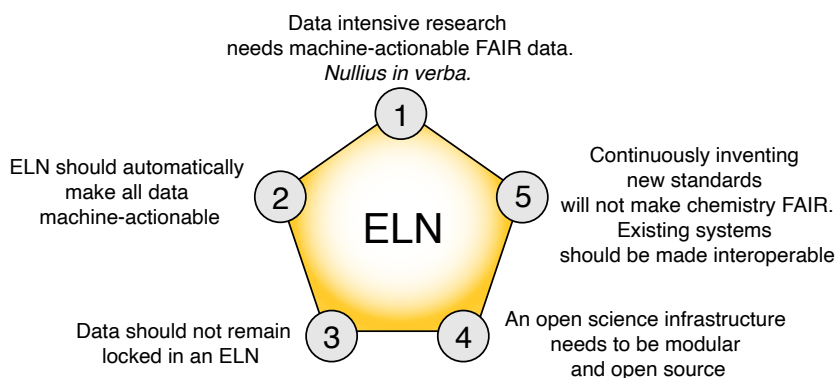 Data intensive research
needs machine-actionable FAIR data.
Nullius in verba.
1
ELN should automatically
make all data
machine-actionable
2
ELN
5
Continuously inventing
new standards
will not make chemistry FAIR.
Existing systems
should be made interoperable
Data should not remain
locked in an ELN
3
4
An open science infrastructure
needs to be modular
and open source